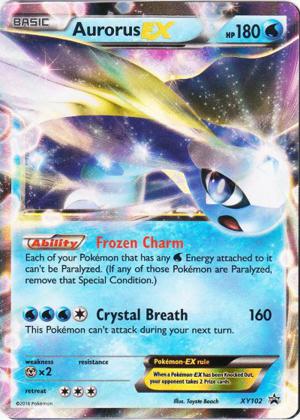 BASIC
Aurorus EX HP 180
Ability Frozen Charm
Each of your Pokémon that has any Energy attached to it
can't be Paralyzed. (If any of those Pokémon are Paralyzed,
remove that Special Condition.)
Crystal Breath 160
This Pokémon can't attack during your next turn.
weakness resistance Pokémon-EX rule
×2
When a Pokémon-EX has been Knocked Out,
your opponent takes 2 Prize cards.
retreat
©2016 Pokémon Illus. Toyste Beach XY102